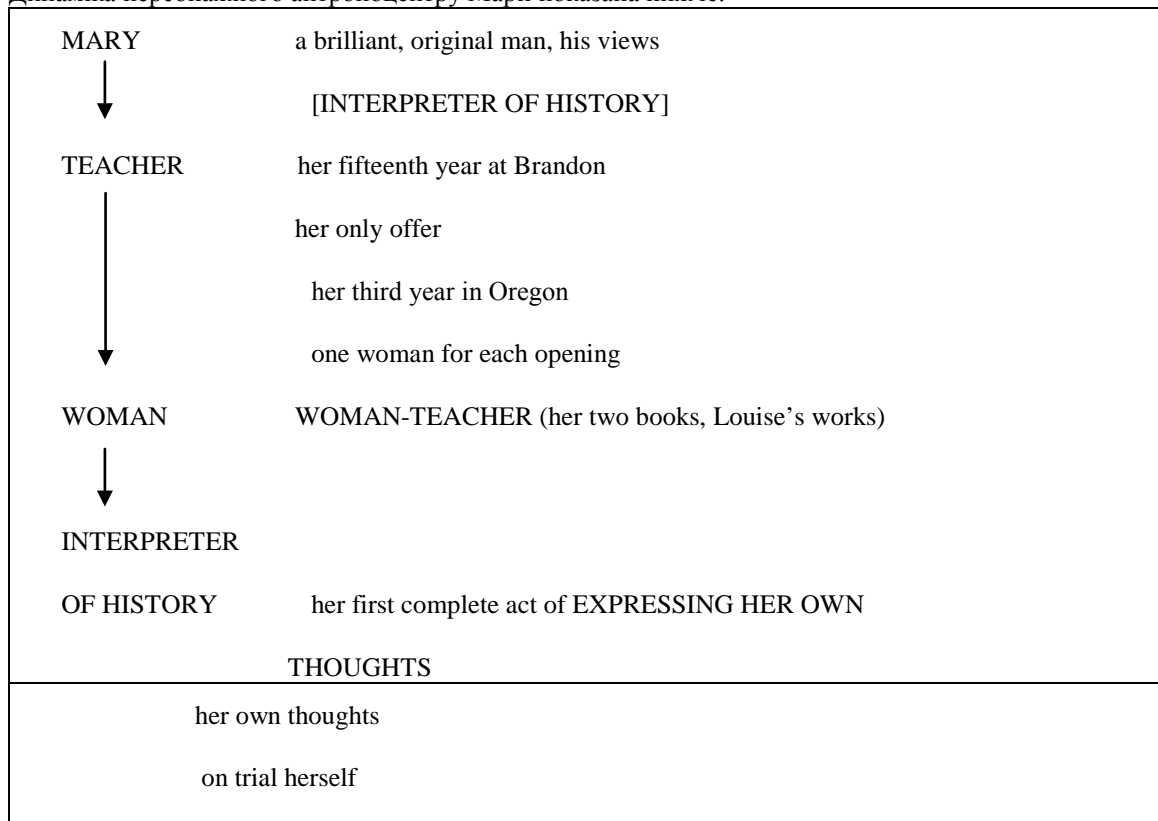 MARY a brilliant, original man, his views
[INTERPRETER OF HISTORY]
TEACHER her fifteenth year at Brandon
her only offer
her third year in Oregon
one woman for each opening
WOMAN WOMAN-TEACHER (her two books, Louise’s works)
INTERPRETER
OF HISTORY her first complete act of EXPRESSING HER OWN
THOUGHTS
her own thoughts
on trial herself